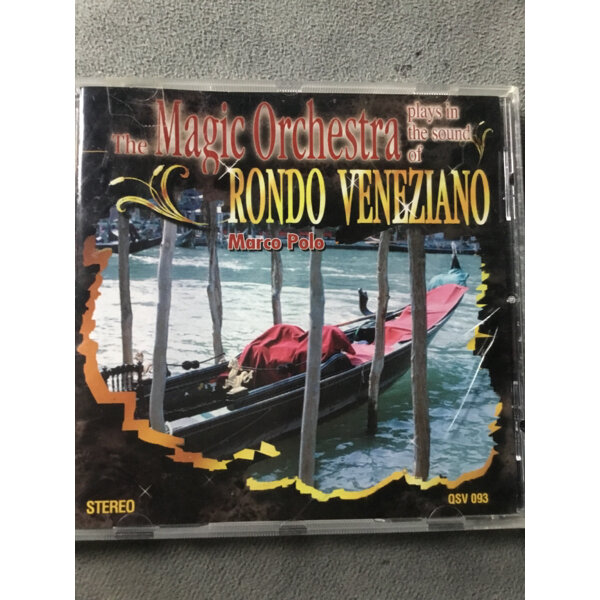 The Magic Orchestra
plays in
the sound
of
RONDO VENEZIANO
Marco Polo
STEREO
QSV 093